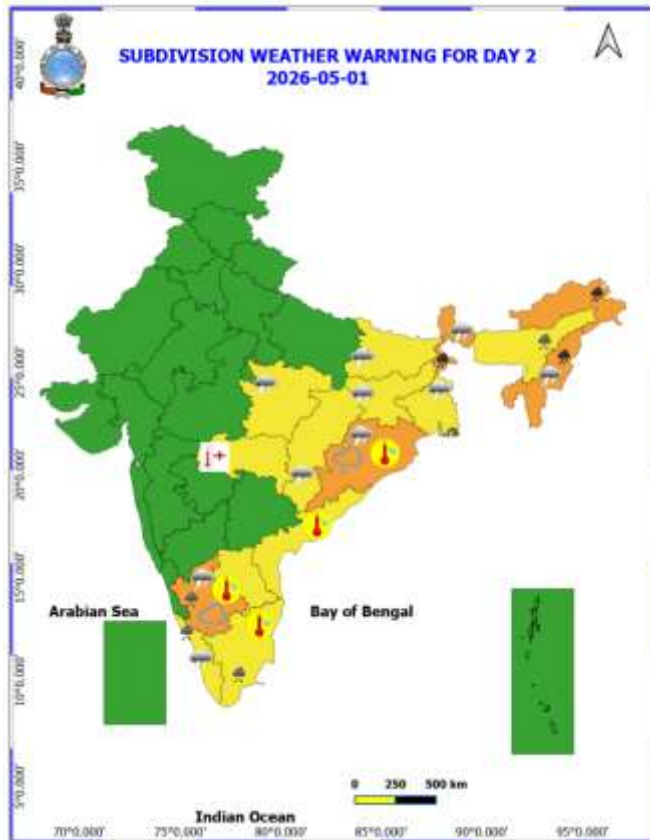 SUBDIVISION WEATHER WARNING FOR DAY 2
2026-05-01
40°0.000'
35°0.000'
30°0.000'
25°0.000'
20°0.000'
15°0.000'
10°0.000'
5°0.000'
Arabian Sea
Bay of Bengal
0 250 500 km
Indian Ocean
70°0.000' 75°0.000' 80°0.000' 85°0.000' 90°0.000' 95°0.000'